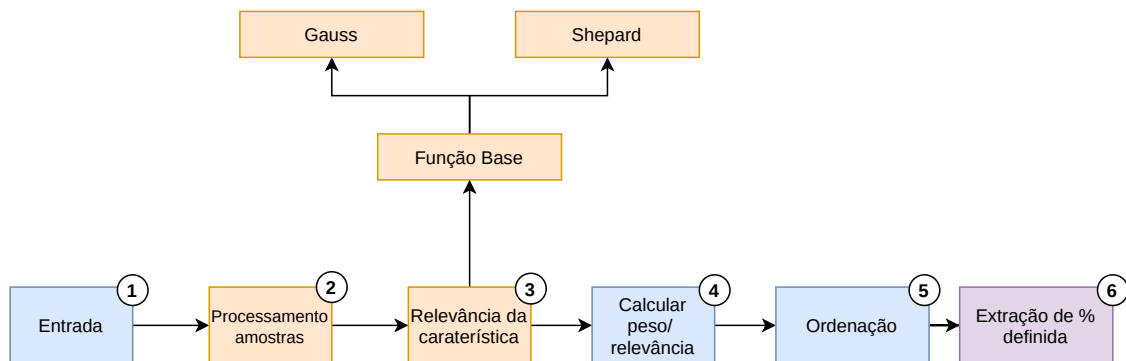 Gauss
Shepard
Função Base
1
2
3
4
5
6
Entrada
Processamento
amostras
Relevância da
caraterística
Calcular
peso/
relevância
Ordenação
Extração de %
definida